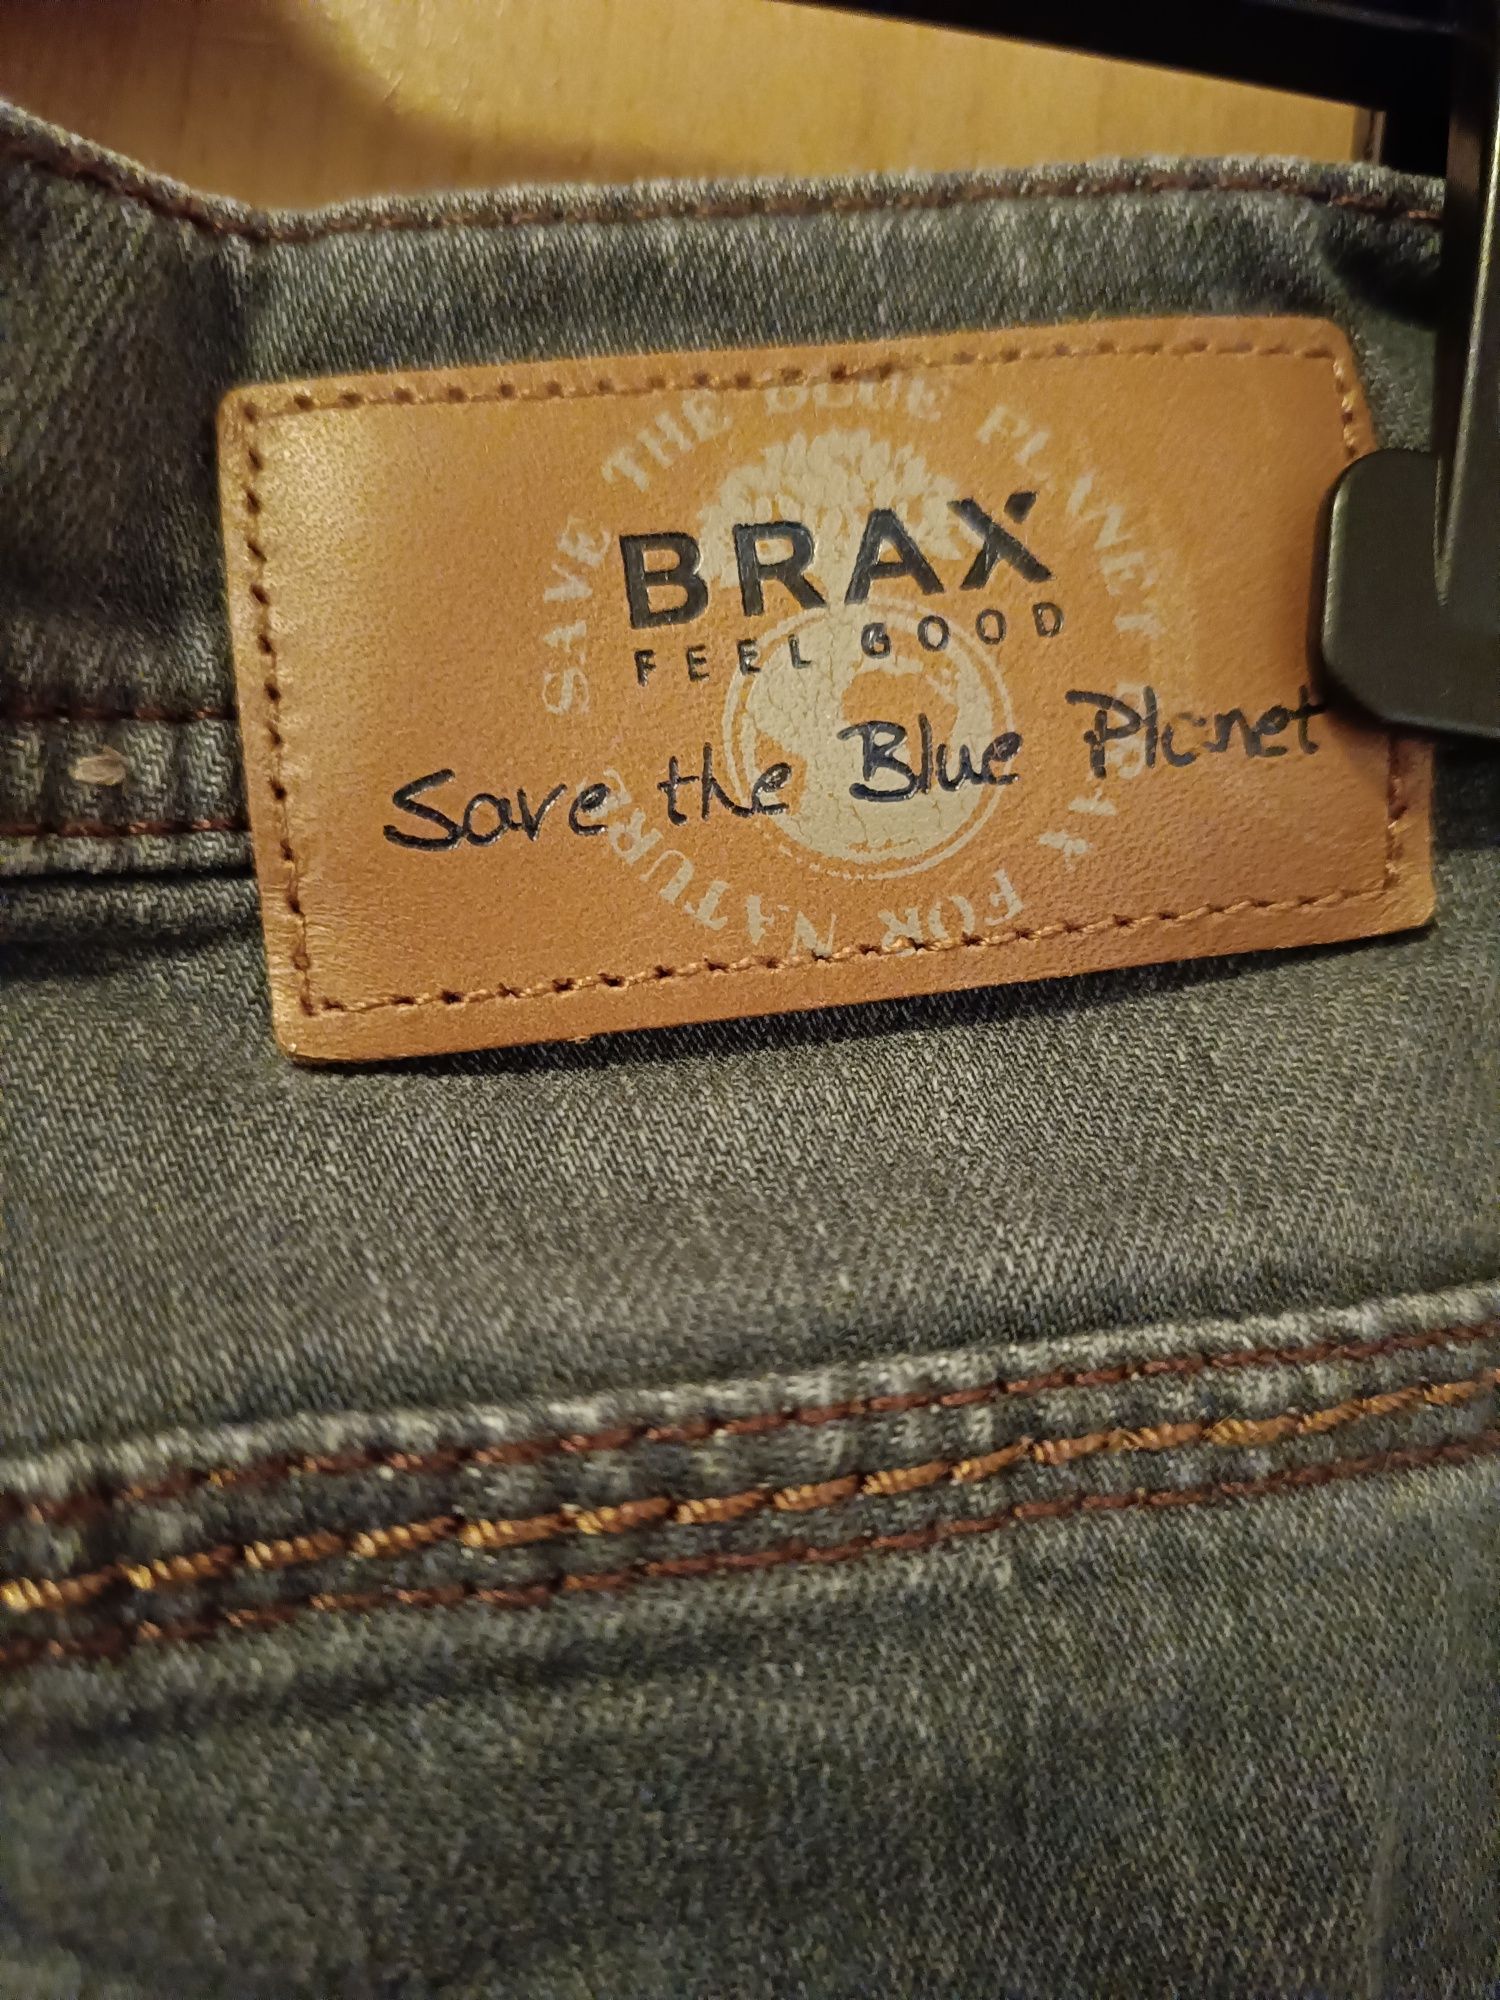 SAVE THE BLUE PLANET
BRAX
FEEL GOOD
Save the Blue Planet
FOR NATURE